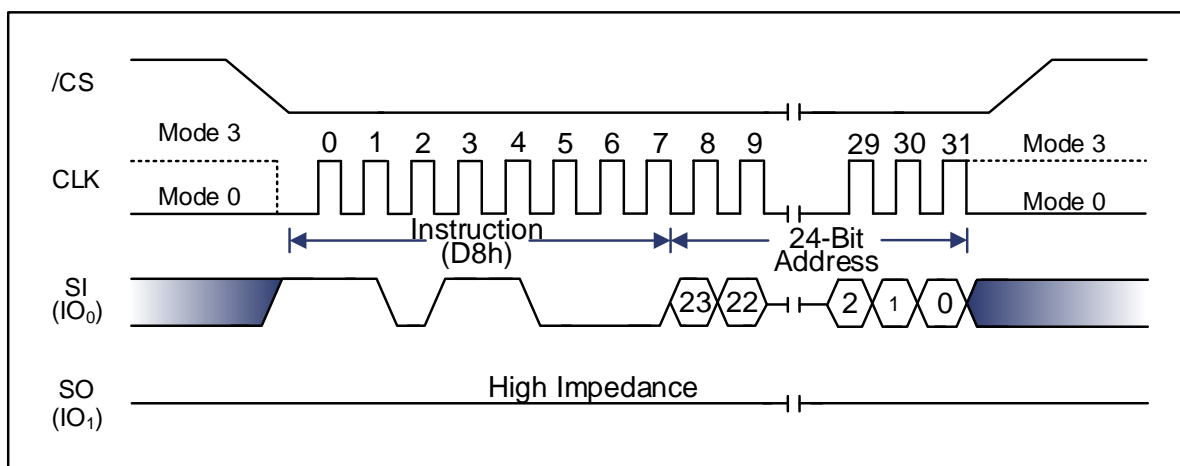 /CS
Mode 3
CLK
Mode 0
0 1 2 3 4 5 6 7 8 9 29 30 31
Mode 3
Mode 0
Instruction
(D8h)
24-Bit
Address
SI
(IO0)
23 22 2 1 0
SO
(IO1)
High Impedance